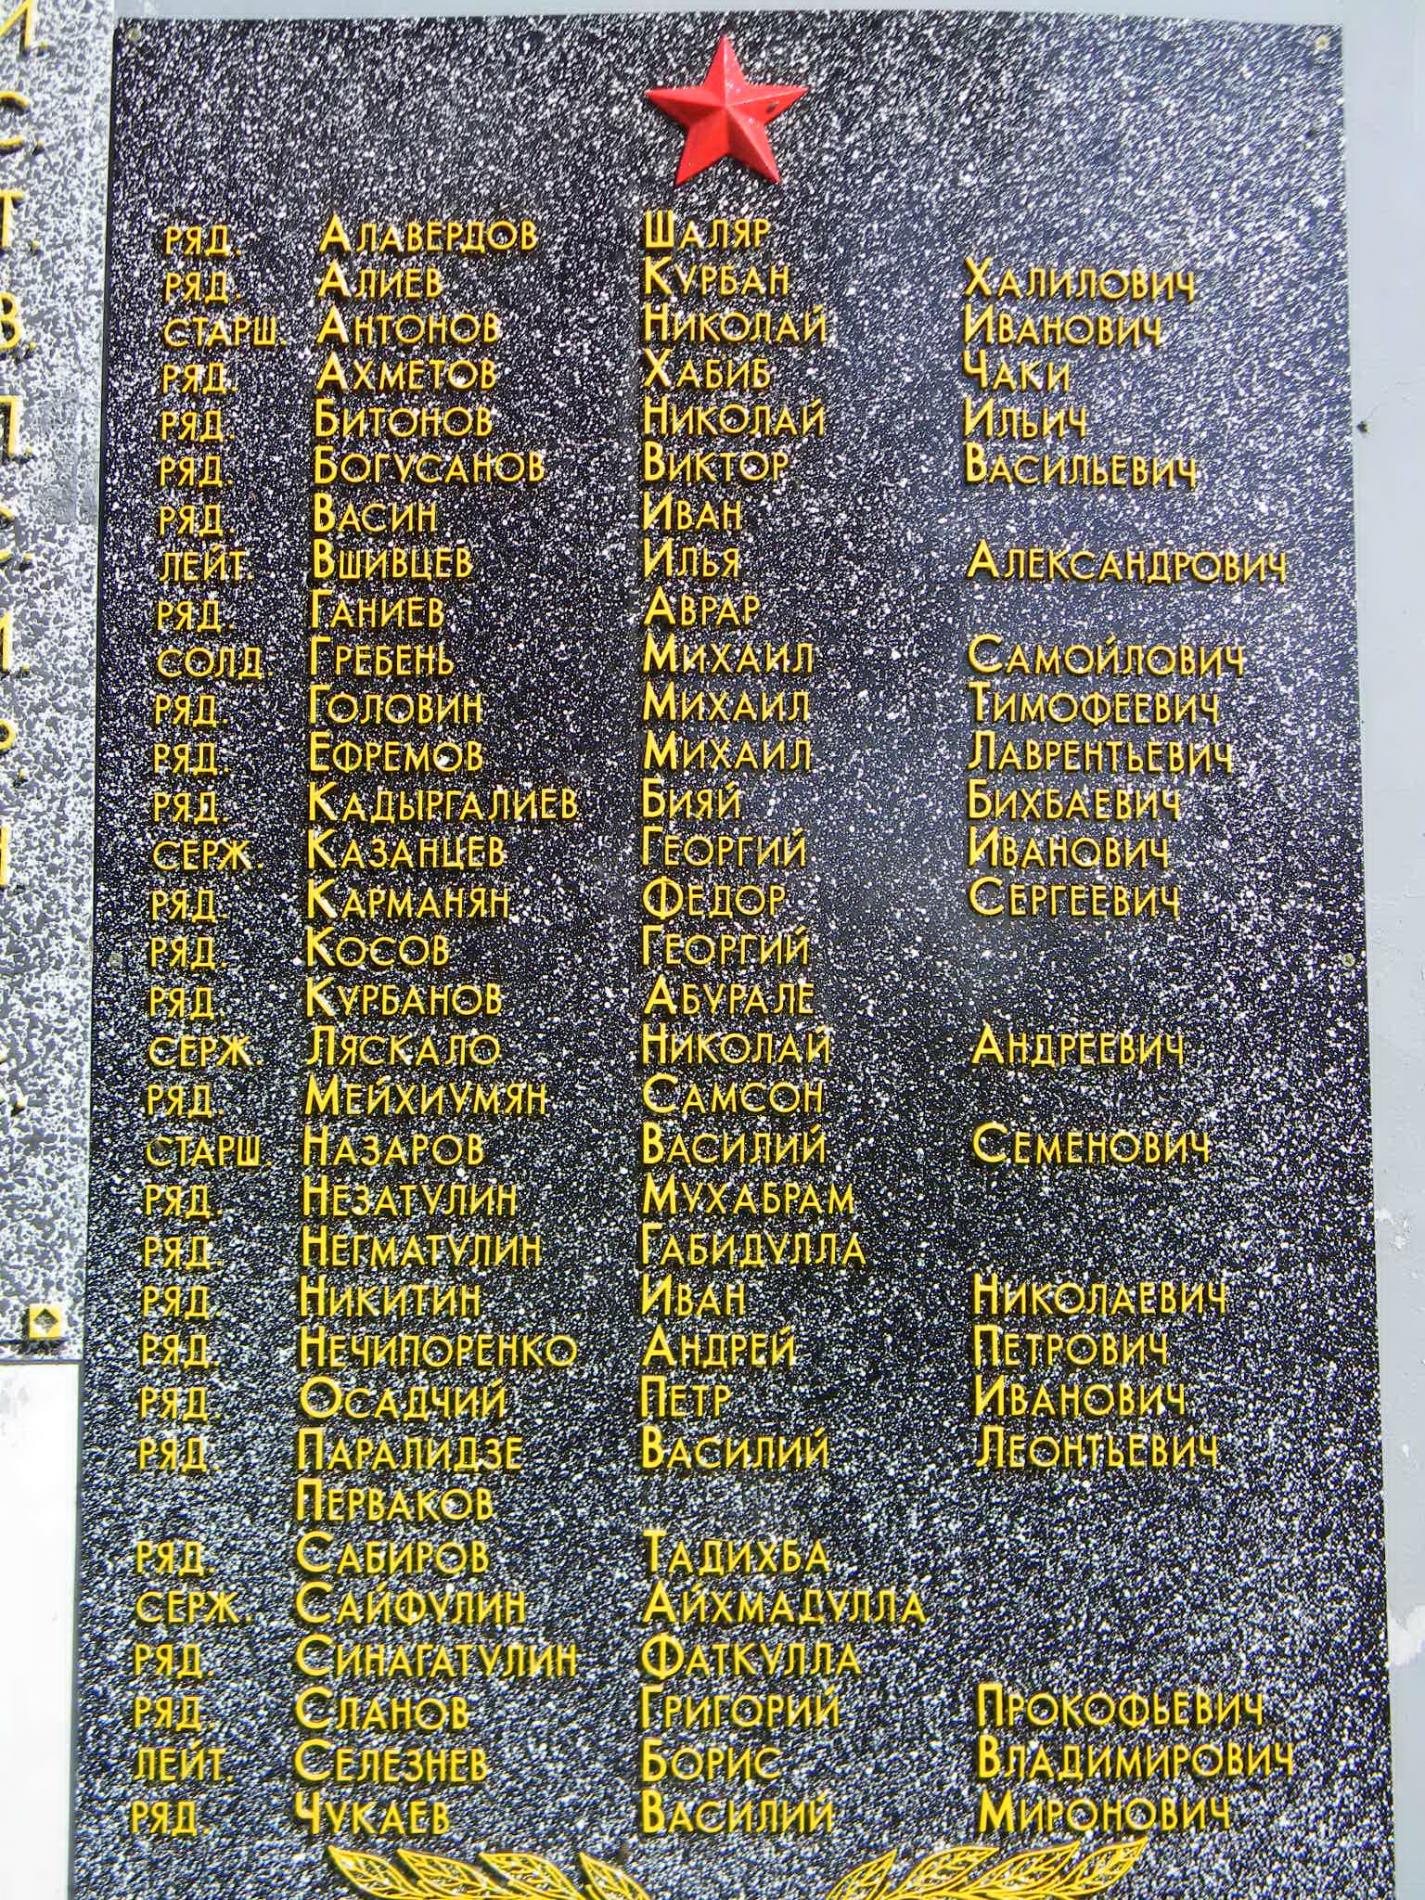 РЯД. АЛАВЕРДОВ ШАЛЯР
РЯД. АЛИЕВ КУРБАН ХАЛИЛОВИЧ
СТАРШ. АНТОНОВ НИКОЛАЙ ИВАНОВИЧ
РЯД. АХМЕТОВ ХАБИБ ЧАКИ
РЯД. БИТОНОВ НИКОЛАЙ ИЛЬИЧ
РЯД. БОГУСАНОВ ВИКТОР ВАСИЛЬЕВИЧ
РЯД. ВАСИН ИВАН
ЛЕЙТ. ВШИВЦЕВ ИЛЬЯ АЛЕКСАНДРОВИЧ
РЯД. ГАНИЕВ АВРАР
СОЛД. ГРЕБЕНЬ МИХАИЛ САМОЙЛОВИЧ
РЯД. ГОЛОВИН МИХАИЛ ТИМОФЕЕВИЧ
РЯД. ЕФРЕМОВ МИХАИЛ ЛАВРЕНТЬЕВИЧ
РЯД. КАДЫРГАЛИЕВ БИЯЙ БИХБАЕВИЧ
СЕРЖ. КАЗАНЦЕВ ГЕОРГИЙ ИВАНОВИЧ
РЯД. КАРМАНЯН ФЕДОР СЕРГЕЕВИЧ
РЯД. КОСОВ ГЕОРГИЙ
РЯД. КУРБАНОВ АБУРАЛЕ
СЕРЖ. ЛЯСКАЛО НИКОЛАЙ АНДРЕЕВИЧ
РЯД. МЕЙХИУМЯН САМСОН
СТАРШ. НАЗАРОВ ВАСИЛИЙ СЕМЕНОВИЧ
РЯД. НЕЗАТУЛИН МУХАБРАМ
РЯД. НЕГМАТУЛИН ГАБИДУЛЛА
РЯД. НИКИТИН ИВАН НИКОЛАЕВИЧ
РЯД. НЕЧИПОРЕНКО АНДРЕЙ ПЕТРОВИЧ
РЯД. ОСАДЧИЙ ПЕТР ИВАНОВИЧ
РЯД. ПАРАЛИДЗЕ ВАСИЛИЙ ЛЕОНТЬЕВИЧ
ПЕРВАКОВ
РЯД. САБИРОВ ТАДИХБА
СЕРЖ. САЙФУЛИН АЙХМАДУЛЛА
РЯД. СИНАГАТУЛИН ФАТКУЛЛА
РЯД. СЛАНОВ ГРИГОРИЙ ПРОКОФЬЕВИЧ
ЛЕЙТ. СЕЛЕЗНЕВ БОРИС ВЛАДИМИРОВИЧ
РЯД. ЧУКАЕВ ВАСИЛИЙ МИРОНОВИЧ